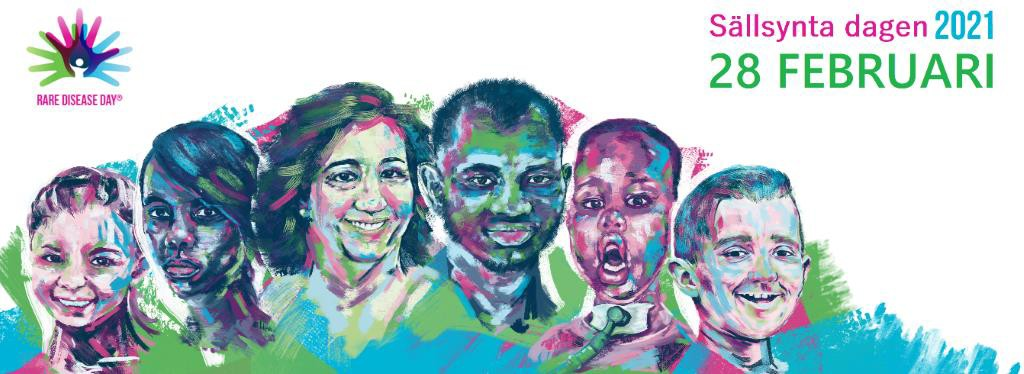 Sällsynta dagen 2021
28 FEBRUARI
RARE DISEASE DAY®